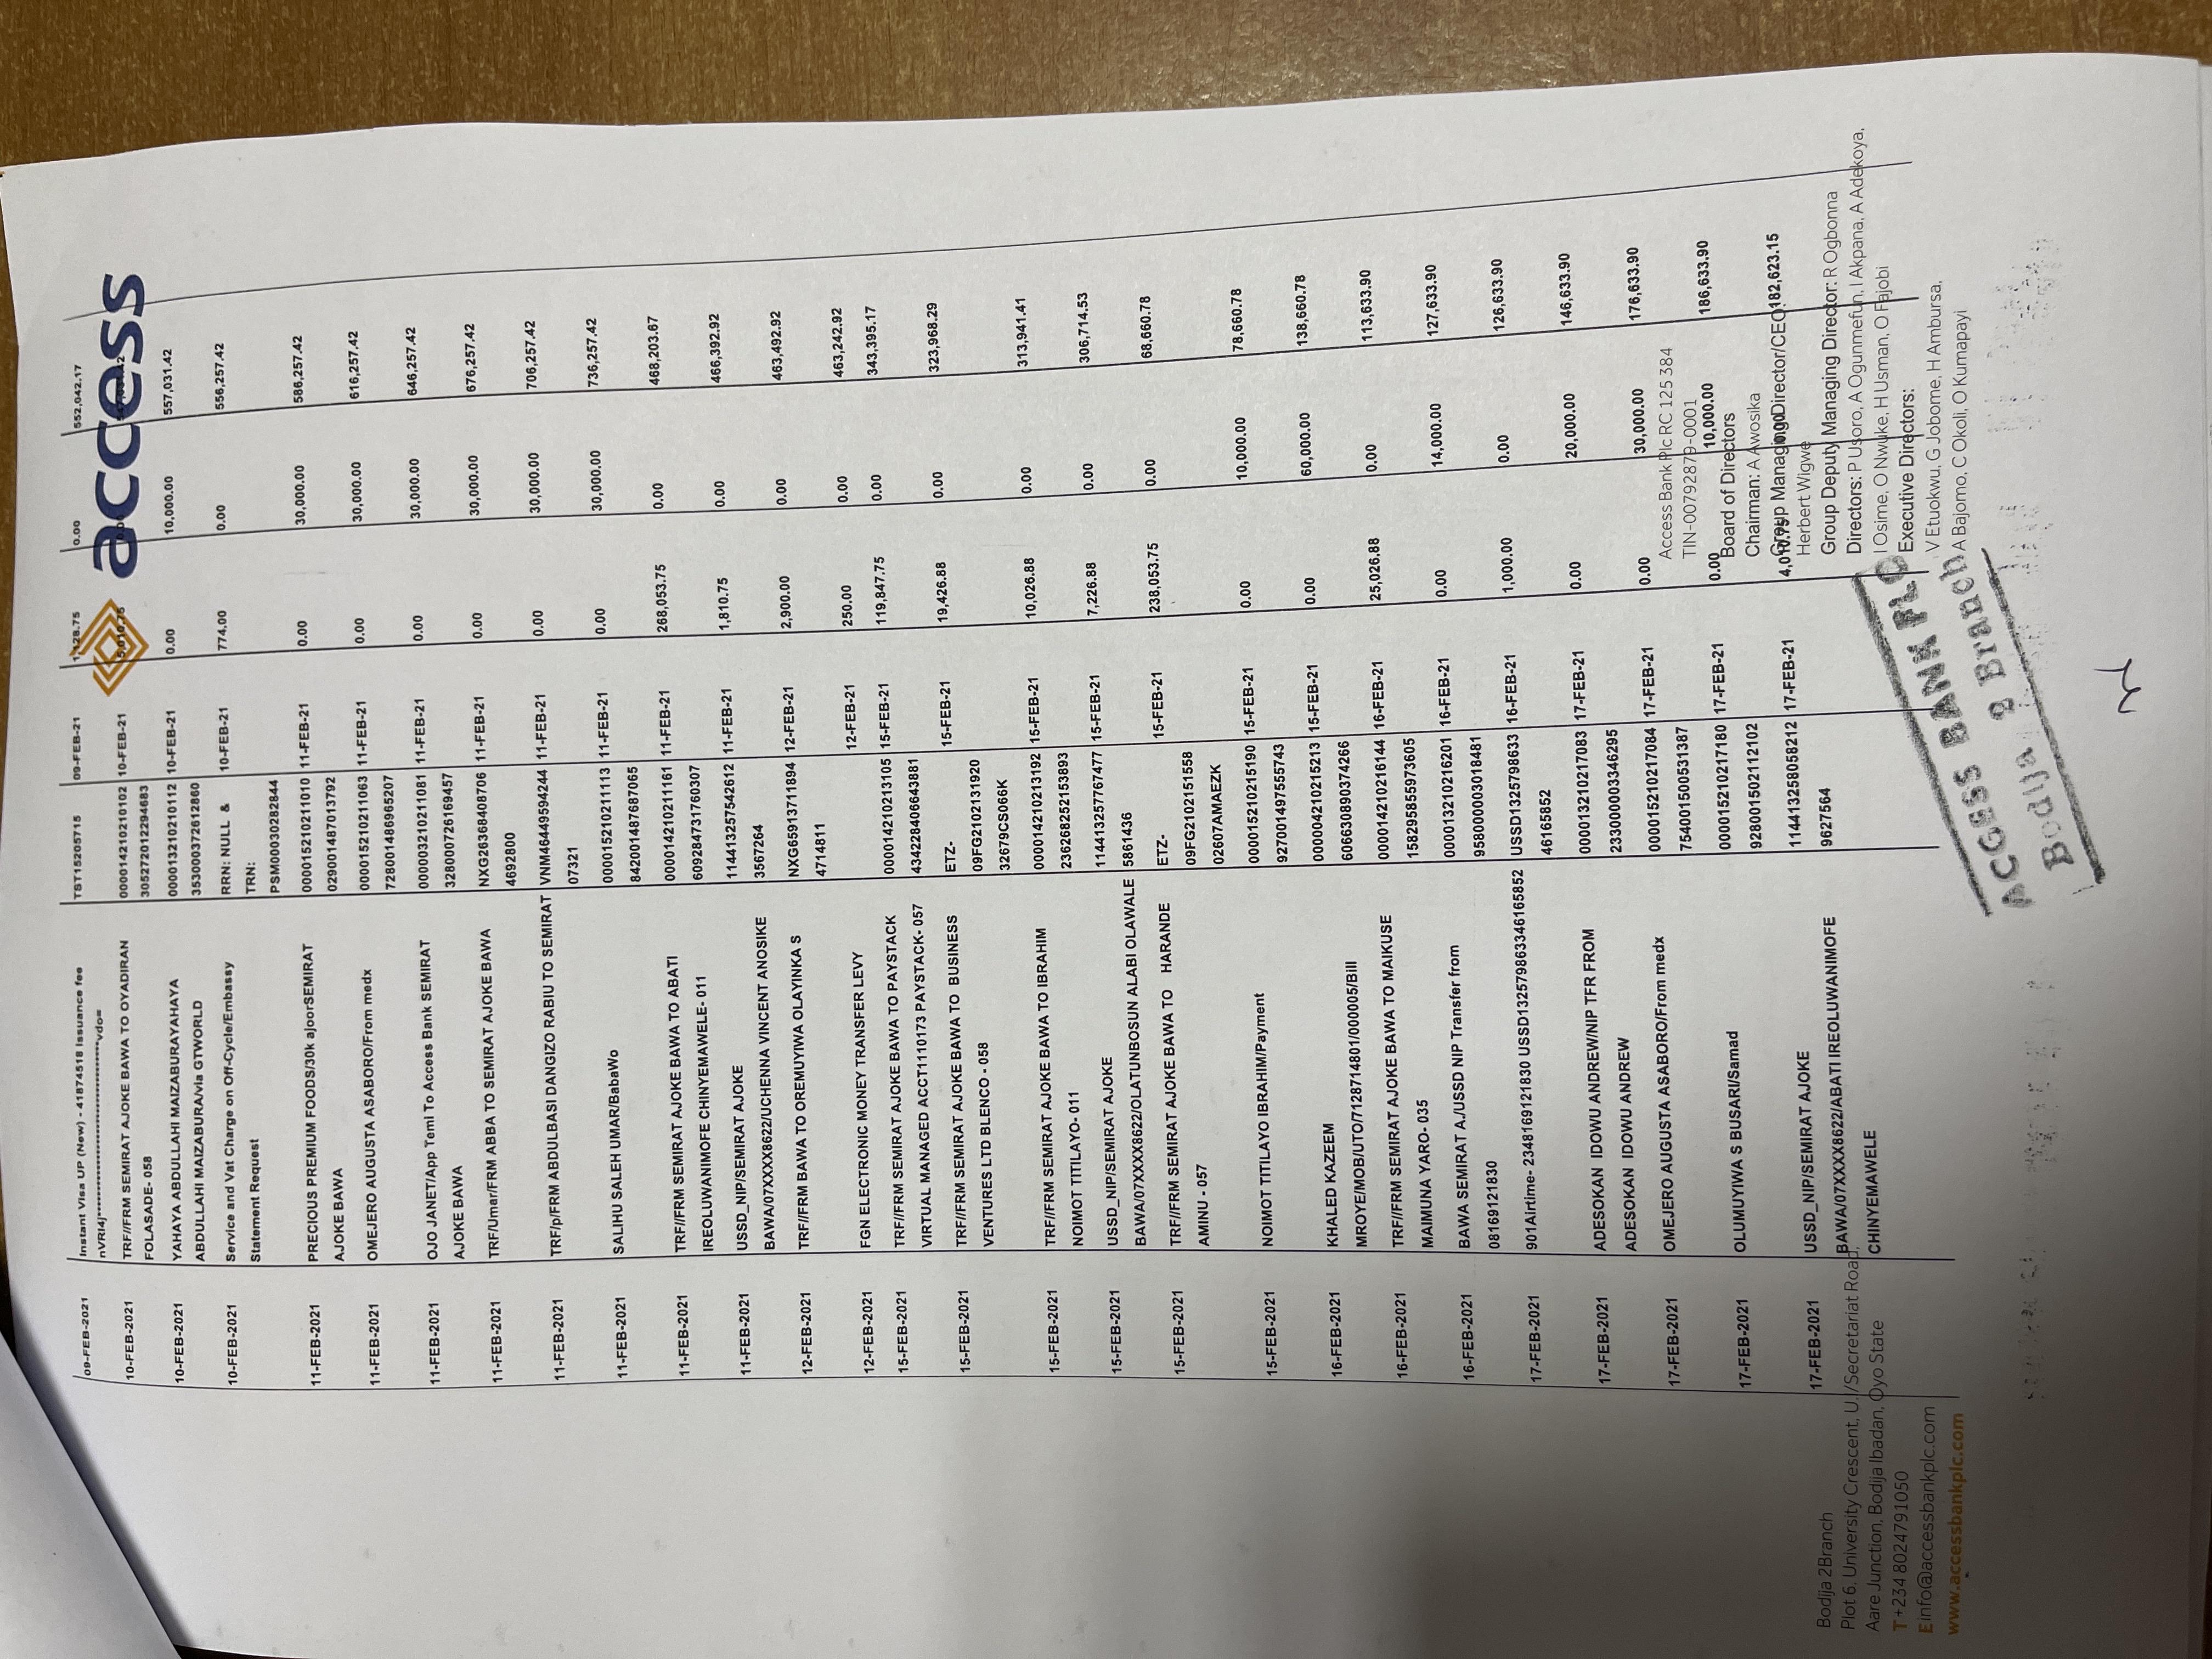 access
09-FEB-2021 Instant Visa UP (New) - 41874518 Issuance fee TST15205715 09-FEB-21 1,128.75 0.00 552,042.17
nVRI4j***********************************vdo=
10-FEB-2021 TRF//FRM SEMIRAT AJOKE BAWA TO OYADIRAN 000014210210102 10-FEB-21 5,010.75 0.00 547,031.42
FOLASADE- 058 305272012294683
10-FEB-2021 YAHAYA ABDULLAHI MAIZABURAYAHAYA 000013210210112 10-FEB-21 0.00 10,000.00 557,031.42
ABDULLAHI MAIZABURA/via GTWORLD 353000372612860
10-FEB-2021 Service and Vat Charge on Off-Cycle/Embassy RRN: NULL & 10-FEB-21 774.00 0.00 556,257.42
Statement Request TRN:
PSM00030282844
11-FEB-2021 PRECIOUS PREMIUM FOODS/30k ajoorSEMIRAT 000015210211010 11-FEB-21 0.00 30,000.00 586,257.42
AJOKE BAWA 029001487013792
11-FEB-2021 OMEJERO AUGUSTA ASABORO/From medx 000015210211063 11-FEB-21 0.00 30,000.00 616,257.42
728001486965207
11-FEB-2021 OJO JANET/App Temi To Access Bank SEMIRAT 000003210211081 11-FEB-21 0.00 30,000.00 646,257.42
AJOKE BAWA 328000726169457
11-FEB-2021 TRF/Umar/FRM ABBA TO SEMIRAT AJOKE BAWA NXG26368408706 11-FEB-21 0.00 30,000.00 676,257.42
4692800
11-FEB-2021 TRF/p/FRM ABDULBASI DANGIZO RABIU TO SEMIRAT VNM46449594244 11-FEB-21 0.00 30,000.00 706,257.42
07321
11-FEB-2021 SALIHU SALEH UMAR/BabaWo 000015210211113 11-FEB-21 0.00 30,000.00 736,257.42
842001487687065
11-FEB-2021 TRF//FRM SEMIRAT AJOKE BAWA TO ABATI 000014210211161 11-FEB-21 268,053.75 0.00 468,203.67
IREOLUWANIMOFE CHINYEMAWELE- 011 609284731760307
11-FEB-2021 USSD_NIP/SEMIRAT AJOKE 114413257542612 11-FEB-21 1,810.75 0.00 466,392.92
BAWA/07XXXX8622/UCHENNA VINCENT ANOSIKE 3567264
12-FEB-2021 TRF//FRM BAWA TO OREMUYIWA OLAYINKA S NXG65913711894 12-FEB-21 2,900.00 0.00 463,492.92
4714811
12-FEB-2021 FGN ELECTRONIC MONEY TRANSFER LEVY 12-FEB-21 250.00 0.00 463,242.92
15-FEB-2021 TRF//FRM SEMIRAT AJOKE BAWA TO PAYSTACK 000014210213105 15-FEB-21 119,847.75 0.00 343,395.17
VIRTUAL MANAGED ACCT1110173 PAYSTACK- 057 434228406643881
15-FEB-2021 TRF//FRM SEMIRAT AJOKE BAWA TO BUSINESS ETZ- 15-FEB-21 19,426.88 0.00 323,968.29
VENTURES LTD BLENCO - 058 09FG2102131920
32679CS066K
15-FEB-2021 TRF//FRM SEMIRAT AJOKE BAWA TO IBRAHIM 000014210213192 15-FEB-21 10,026.88 0.00 313,941.41
NOIMOT TITILAYO- 011 236268252153893
15-FEB-2021 USSD_NIP/SEMIRAT AJOKE 114413257767477 15-FEB-21 7,226.88 0.00 306,714.53
BAWA/07XXXX8622/OLATUNBOSUN ALABI OLAWALE 5861436
15-FEB-2021 TRF//FRM SEMIRAT AJOKE BAWA TO HARANDE ETZ- 15-FEB-21 238,053.75 0.00 68,660.78
AMINU - 057 09FG2102151558
02607AMAEZK
15-FEB-2021 NOIMOT TITILAYO IBRAHIM/Payment 000015210215190 15-FEB-21 0.00 10,000.00 78,660.78
927001497555743
16-FEB-2021 KHALED KAZEEM 000004210215213 15-FEB-21 0.00 60,000.00 138,660.78
MROYE/MOB/UTO/7128714801/000005/Bill 606630890374266
16-FEB-2021 TRF//FRM SEMIRAT AJOKE BAWA TO MAIKUSE 000014210216144 16-FEB-21 25,026.88 0.00 113,633.90
MAIMUNA YARO- 035 158295855973605
16-FEB-2021 BAWA SEMIRAT A./USSD NIP Transfer from 000013210216201 16-FEB-21 0.00 14,000.00 127,633.90
08169121830 958000003018481
17-FEB-2021 901Airtime- 2348169121830 USSD132579863346165852 USSD1325798633 16-FEB-21 1,000.00 0.00 126,633.90
46165852
17-FEB-2021 ADESOKAN IDOWU ANDREW/NIP TFR FROM 000013210217083 17-FEB-21 0.00 20,000.00 146,633.90
ADESOKAN IDOWU ANDREW 233000003346295
17-FEB-2021 OMEJERO AUGUSTA ASABORO/From medx 000015210217084 17-FEB-21 0.00 30,000.00 176,633.90
754001500531387
17-FEB-2021 OLUMUYIWA S BUSARI/Samad 000015210217180 17-FEB-21 0.00 10,000.00 186,633.90
928001502112102
17-FEB-2021 USSD_NIP/SEMIRAT AJOKE 114413258058212 17-FEB-21 4,010.75 0.00 182,623.15
BAWA/07XXXX8622/ABATI IREOLUWANIMOFE 9627564
CHINYEMAWELE
Bodija 2Branch
Plot 6, University Crescent, U.I/Secretariat Road,
Aare Junction, Bodija Ibadan, Oyo State
T+234 8024791050
Einfo@accessbankplc.com
www.accessbankplc.com
Access Bank Plc RC 125 384
TIN-00792879-0001
Board of Directors
Chairman: A Awosika
Group Managing Director/CEO:
Herbert Wigwe
Group Deputy Managing Director: R Ogbonna
Directors: P Usoro, A Ogunmefun, I Akpana, A Adekoya,
I Osime, O Nwuke, H Usman, O Fajobi
Executive Directors:
V Etuokwu, G Jobome, H Ambursa,
A Bajomo, C Okoli, O Kumapayi
ACCESS BANK PLC
Bodija 2 Branch